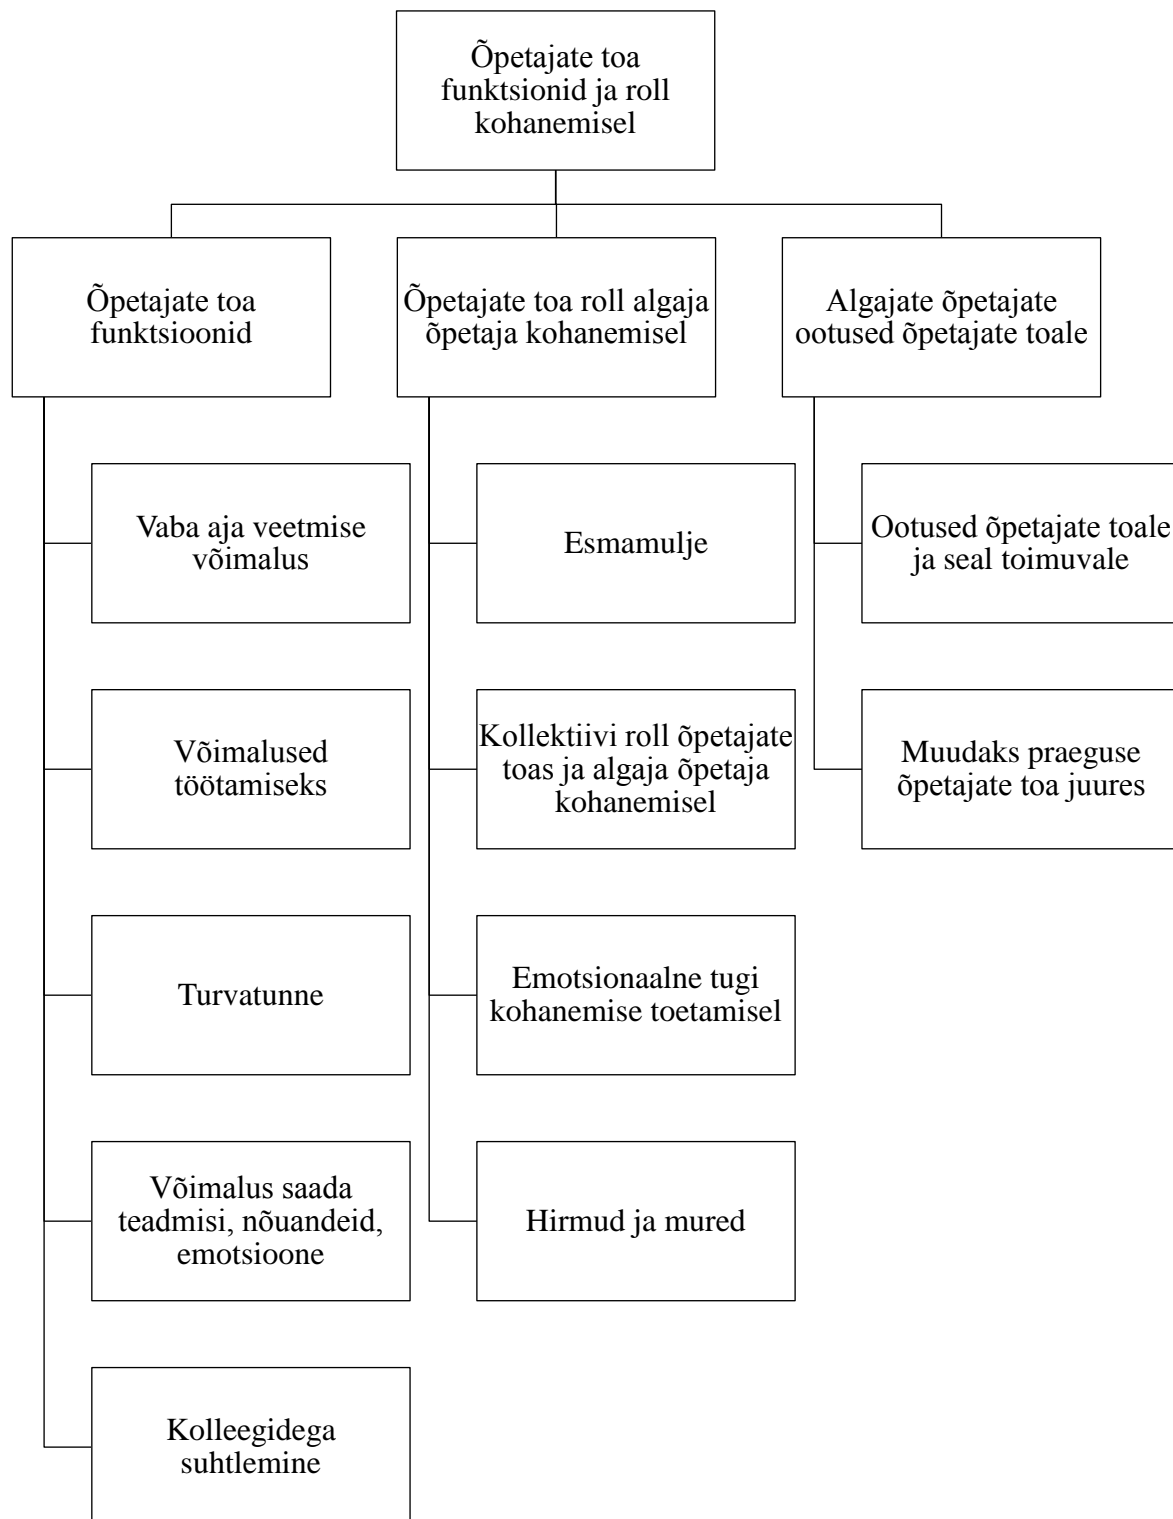 Õpetajate toa
funktsionid ja roll
kohanemisel
Õpetajate toa
funktsioonid
Õpetajate toa roll algaja
õpetaja kohanemisel
Algajate õpetajate
ootused õpetajate toale
Vaba aja veetmise
võimalus
Võimalused
töötamiseks
Turvatunne
Võimalus saada
teadmisi, nõuandeid,
emotsioone
Kolleegidega
suhtlemine
Esmamulje
Kollektiivi roll õpetajate
toas ja algaja õpetaja
kohanemisel
Emotsionaalne tugi
kohanemise toetamisel
Hirmud ja mured
Ootused õpetajate toale
ja seal toimuvale
Muudaks praeguse
õpetajate toa juures